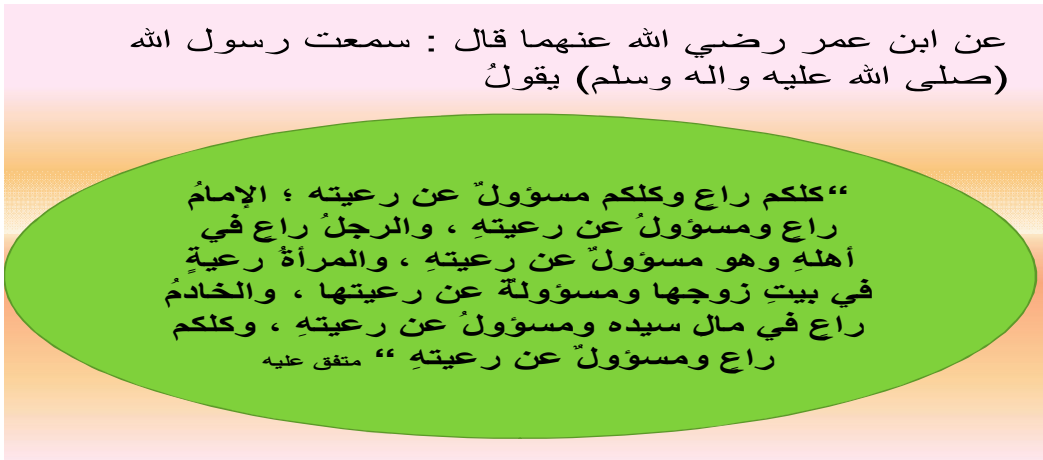 عن ابن عمر رضي الله عنهما قال : سمعت رسول الله
(صلى الله عليه واله وسلم) يقولُ
“كلكم راعٍ وكلكم مسؤولٌ عن رعيته ؛ الإمامُ
راعٍ ومسؤولُ عن رعيتهِ ، والرجلُ راعٍ في
أهلهِ وهو مسؤولٌ عن رعيتهِ ، والمرأةُ رعيةٍ
في بيتِ زوجها ومسؤولةٌ عن رعيتها ، والخادمُ
راعٍ في مالِ سيده ومسؤولُ عن رعيتهِ ، وكلكم
راعٍ ومسؤولٌ عن رعيتهِ “ متفق عليه